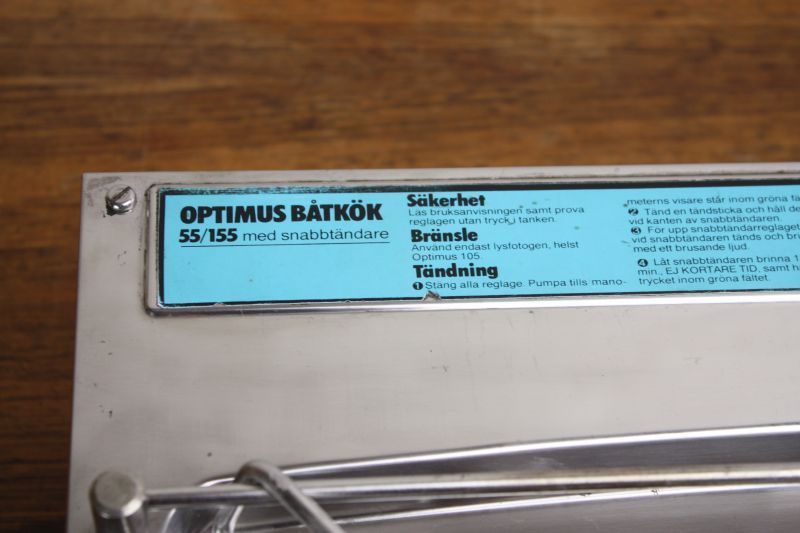 OPTIMUS BÅTKÖK
55/155 med snabbtändare
Säkerhet
Läs bruksanvisningen samt prova
reglagen utan tryck i tanken.
Bränsle
Använd endast lysfotogen, helst
Optimus 105.
Tändning
❶ Stäng alla reglage. Pumpa tills mano-
meterns visare står inom gröna
❷ Tänd en tändsticka och håll
vid kanten av snabbtändaren.
❸ För upp snabbtändarreglaget
vid snabbtändaren tänds och
med ett brusande ljud.
❹ Låt snabbtändaren brinna
min., EJ KORTARE TID, samt
trycket inom gröna fältet.